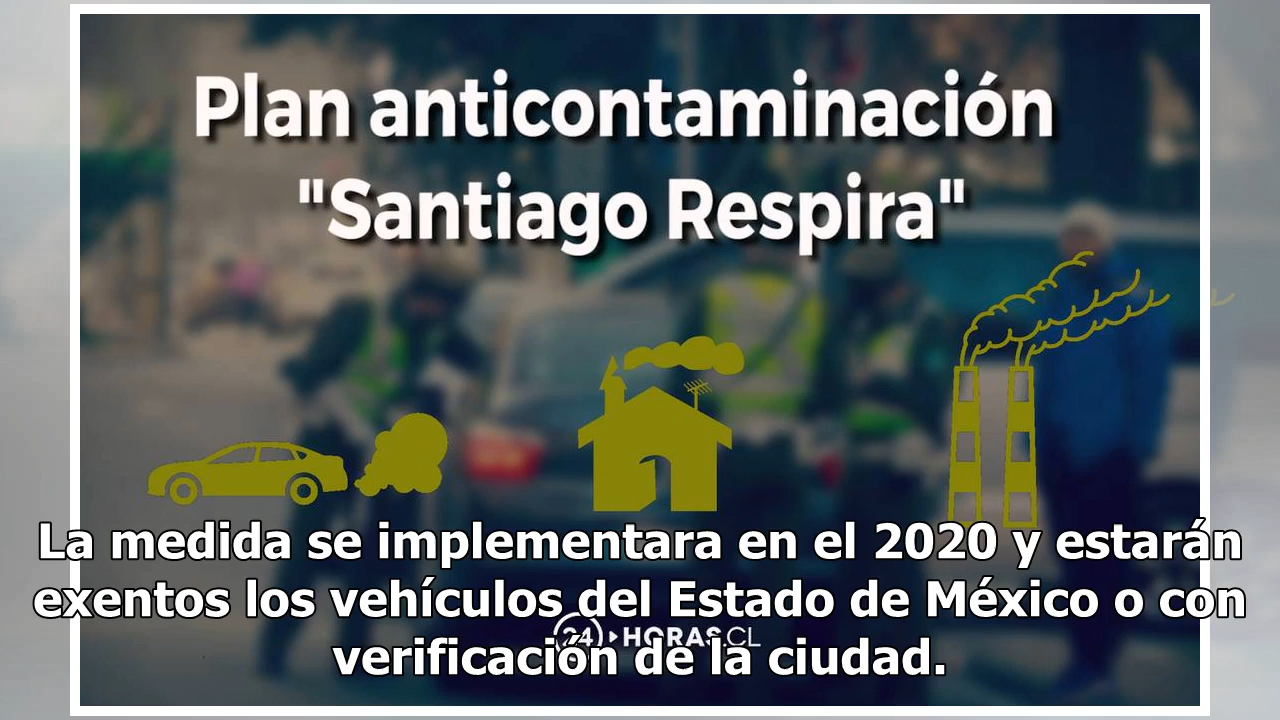 Plan anticontaminación
"Santiago Respira"
La medida se implementara en el 2020 y estarán
exentos los vehículos del Estado de México o con
24 HORAS.CL
verificación de la ciudad.